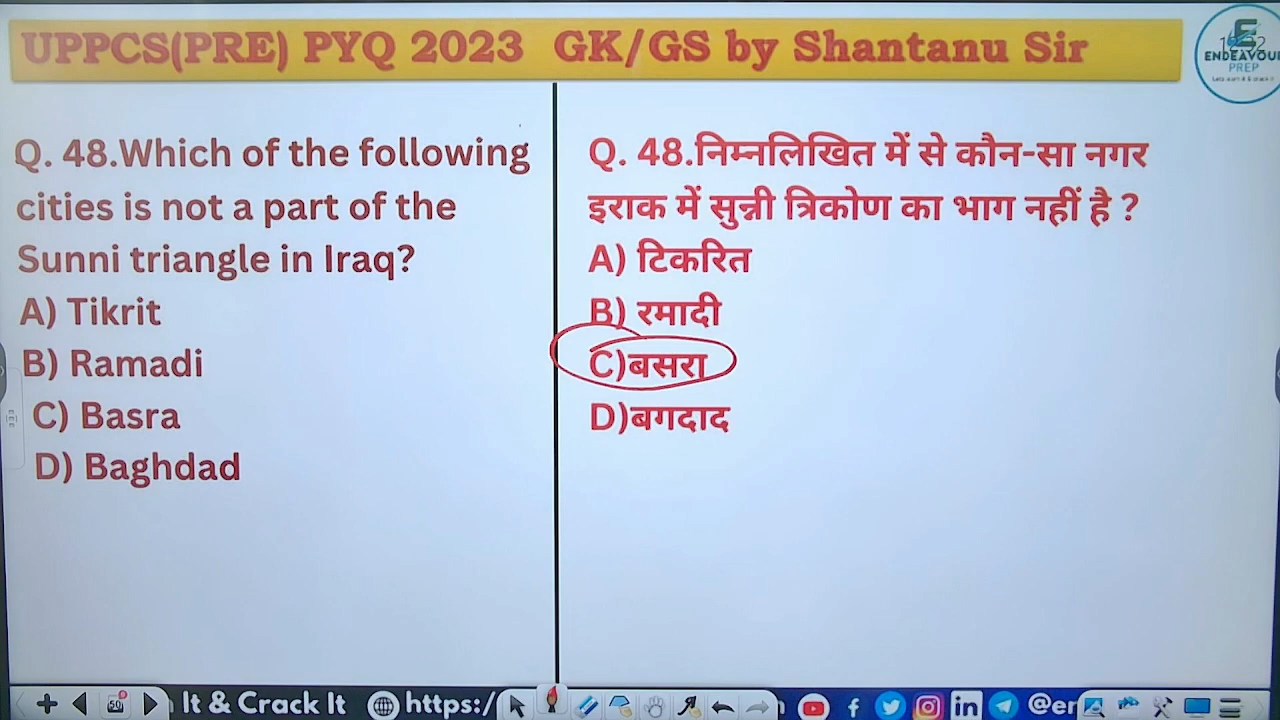 UPPCS(PRE) PYQ 2023 GK/GS by Shantanu Sir
ENDEAVOUR
PREP
Q. 48.Which of the following
cities is not a part of the
Sunni triangle in Iraq?
A) Tikrit
B) Ramadi
C) Basra
D) Baghdad
Q. 48.निम्नलिखित में से कौन-सा नगर
इराक में सुन्नी त्रिकोण का भाग नहीं है ?
A) टिकरित
B) रमादी
C)बसरा
D)बगदाद
It & Crack It https:/ @er